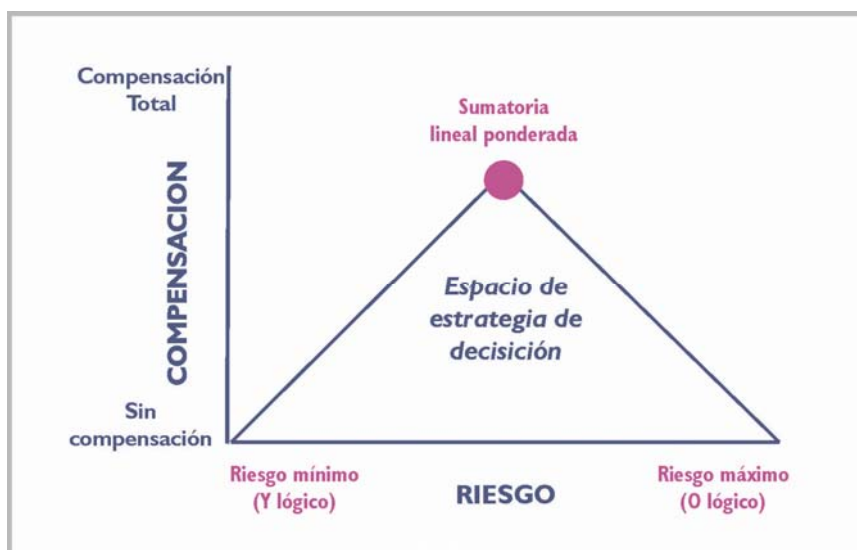 Compensación
Total
Sumatoria
lineal ponderada
COMPENSACION
Espacio de
estrategia de
decisición
Sin
compensación
Riesgo mínimo
(Y lógico)
RIESGO
Riesgo máximo
(O lógico)